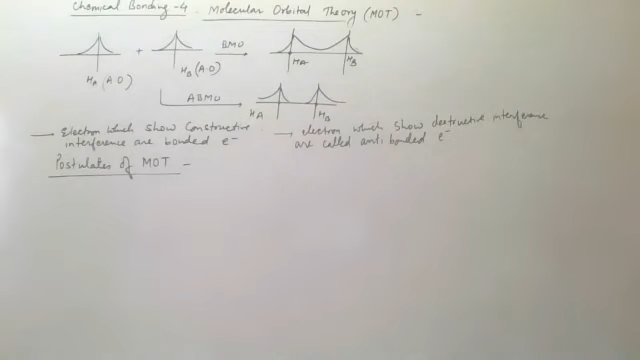 Chemical Bonding -4. Molecular Orbital Theory (MOT) -
+ BMO
HA (A.O) HB (A.O) HA HB
ABMO
HA HB
Electron which show Constructive interference are bonded e-
electron which show destructive interference are called anti bonded e-
Postulates of MOT -